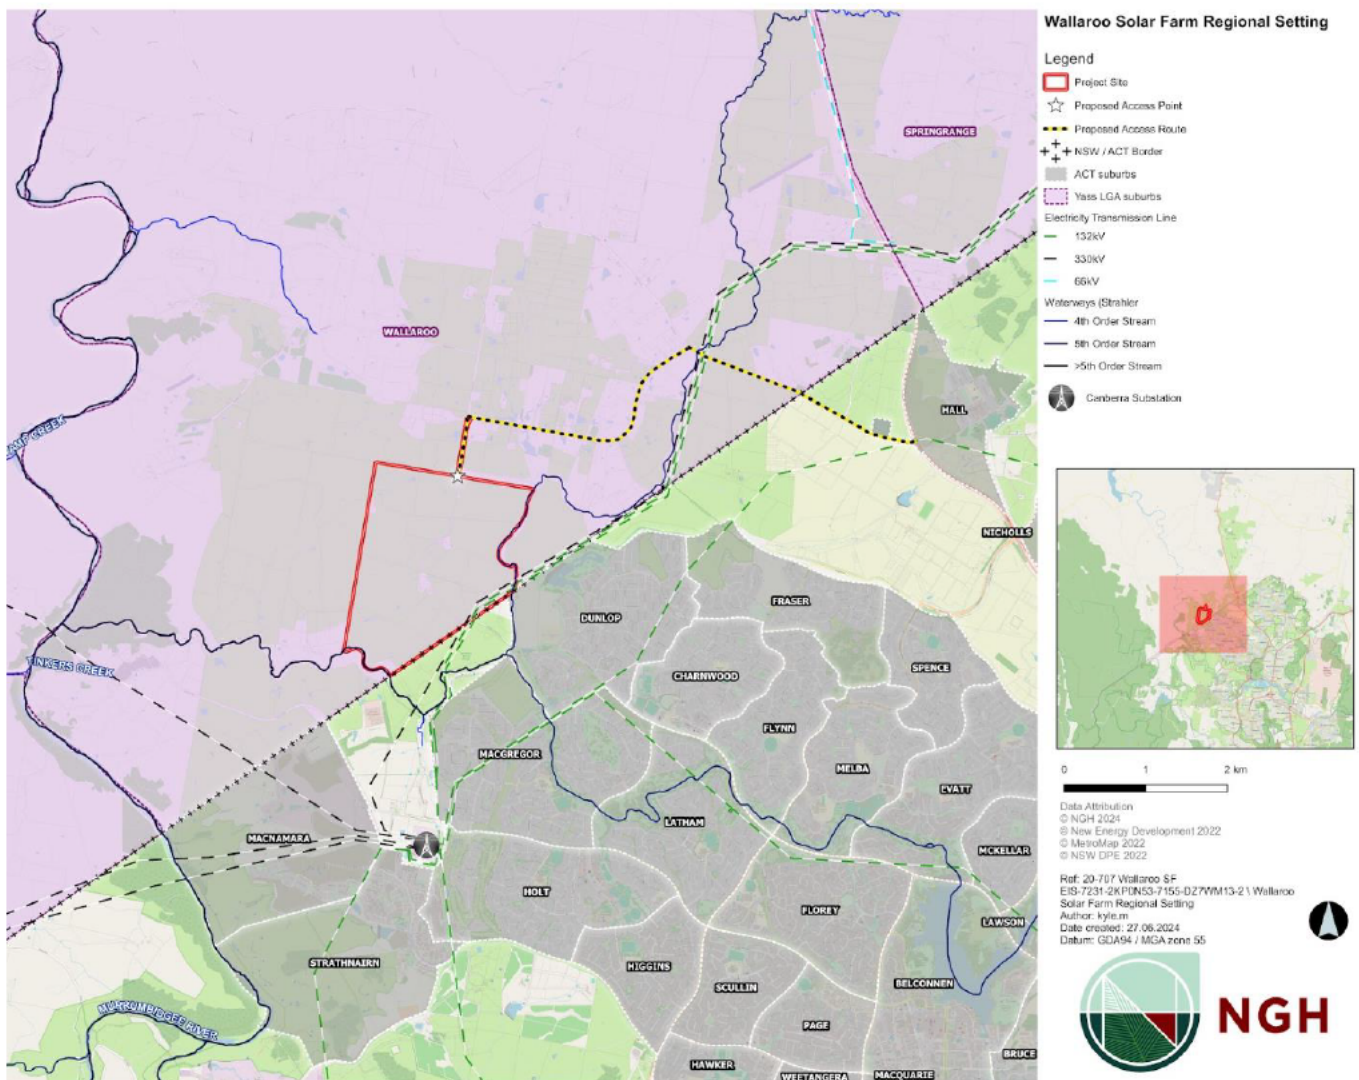 Wallaroo Solar Farm Regional Setting
Legend
Project Site
Proposed Access Point
Proposed Access Route
NSW / ACT Border
ACT suburbs
Yass LGA suburbs
Electricity Transmission Line
132kV
330kV
66kV
Waterways (Strahler
4th Order Stream
5th Order Stream
>5th Order Stream
Canberra Substation
SPRINGRANGE
WALLAROO
HALL
CREEK
NICHOLLS
DUNLOP
FRASER
SPENCE
CHARNWOOD
TINKERS CREEK
FLYNN
MACGREGOR
MELBA
EVATT
LATHAM
MACNAMARA
MCKELLAR
HOLT
FLOREY
LAWSON
STRATHNAIRN
HIGGINS
SCULLIN
BELCONNEN
MURRUMBIDGEE RIVER
PAGE
BRUCE
HAWKER
WEETANGERA
MACQUARIE
0 1 2 km
Data Attribution
© NGH 2024
© New Energy Development 2022
© MetroMap 2022
© NSW DPE 2022
Ref: 20-707 Wallaroo SF
Solar Farm Regional Setting
Author: kyle.m
Date created: 27.06.2024
Datum: GDA94 / MGA zone 55
NGH